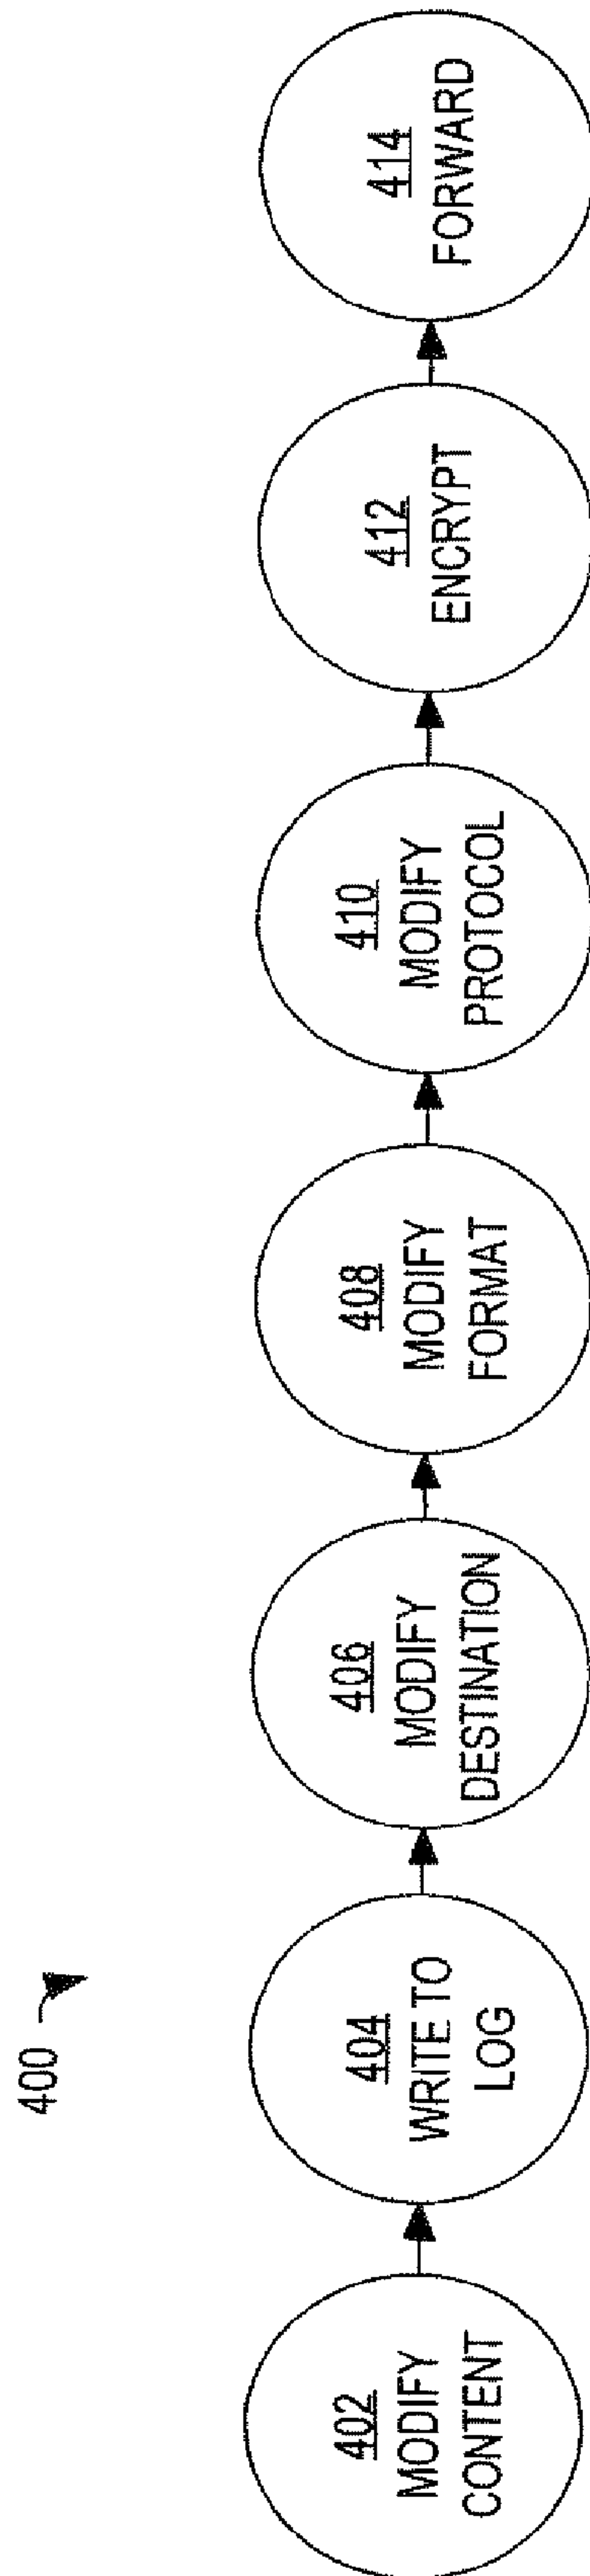 400
402
MODIFY
CONTENT
404
WRITE TO
LOG
406
MODIFY
DESTINATION
408
MODIFY
FORMAT
410
MODIFY
PROTOCOL
412
ENCRYPT
414
FORWARD